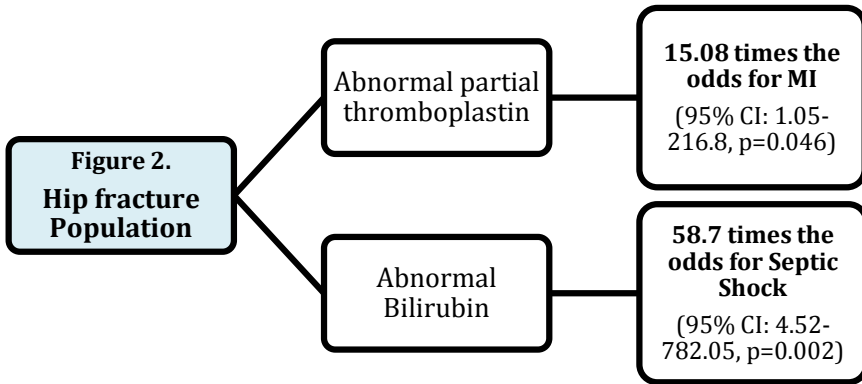 Figure 2.
Hip fracture
Population
Abnormal partial
thromboplastin
15.08 times the
odds for MI
(95% CI: 1.05-
216.8, p=0.046)
Abnormal
Bilirubin
58.7 times the
odds for Septic
Shock
(95% CI: 4.52-
782.05, p=0.002)